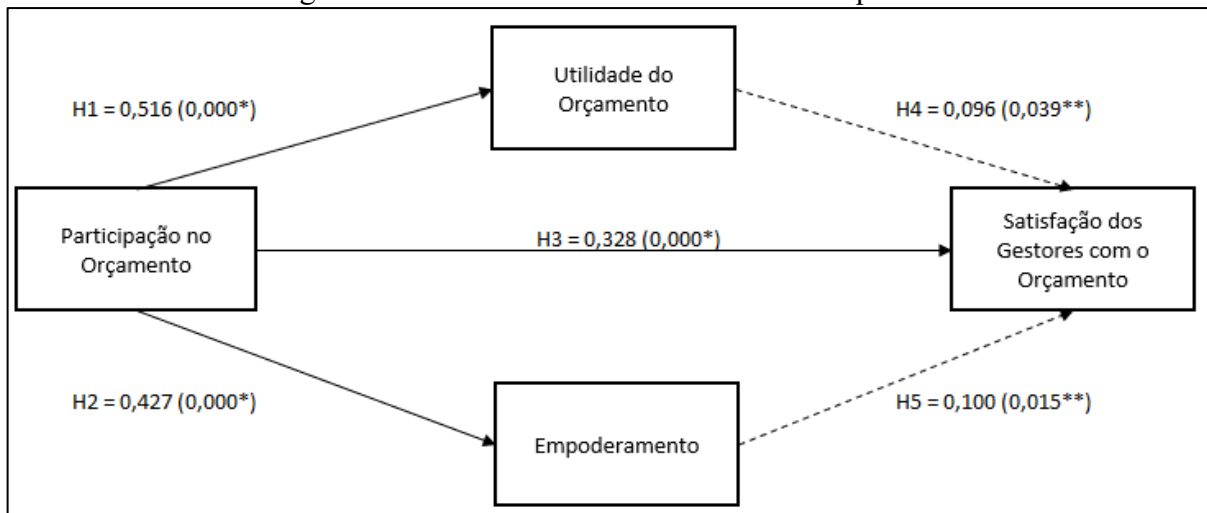 Utilidade do
Orçamento
H1 = 0,516 (0,000*)
H4 = 0,096 (0,039**)
Participação no
Orçamento
H3 = 0,328 (0,000*)
Satisfação dos
Gestores com o
Orçamento
H2 = 0,427 (0,000*)
H5 = 0,100 (0,015**)
Empoderamento